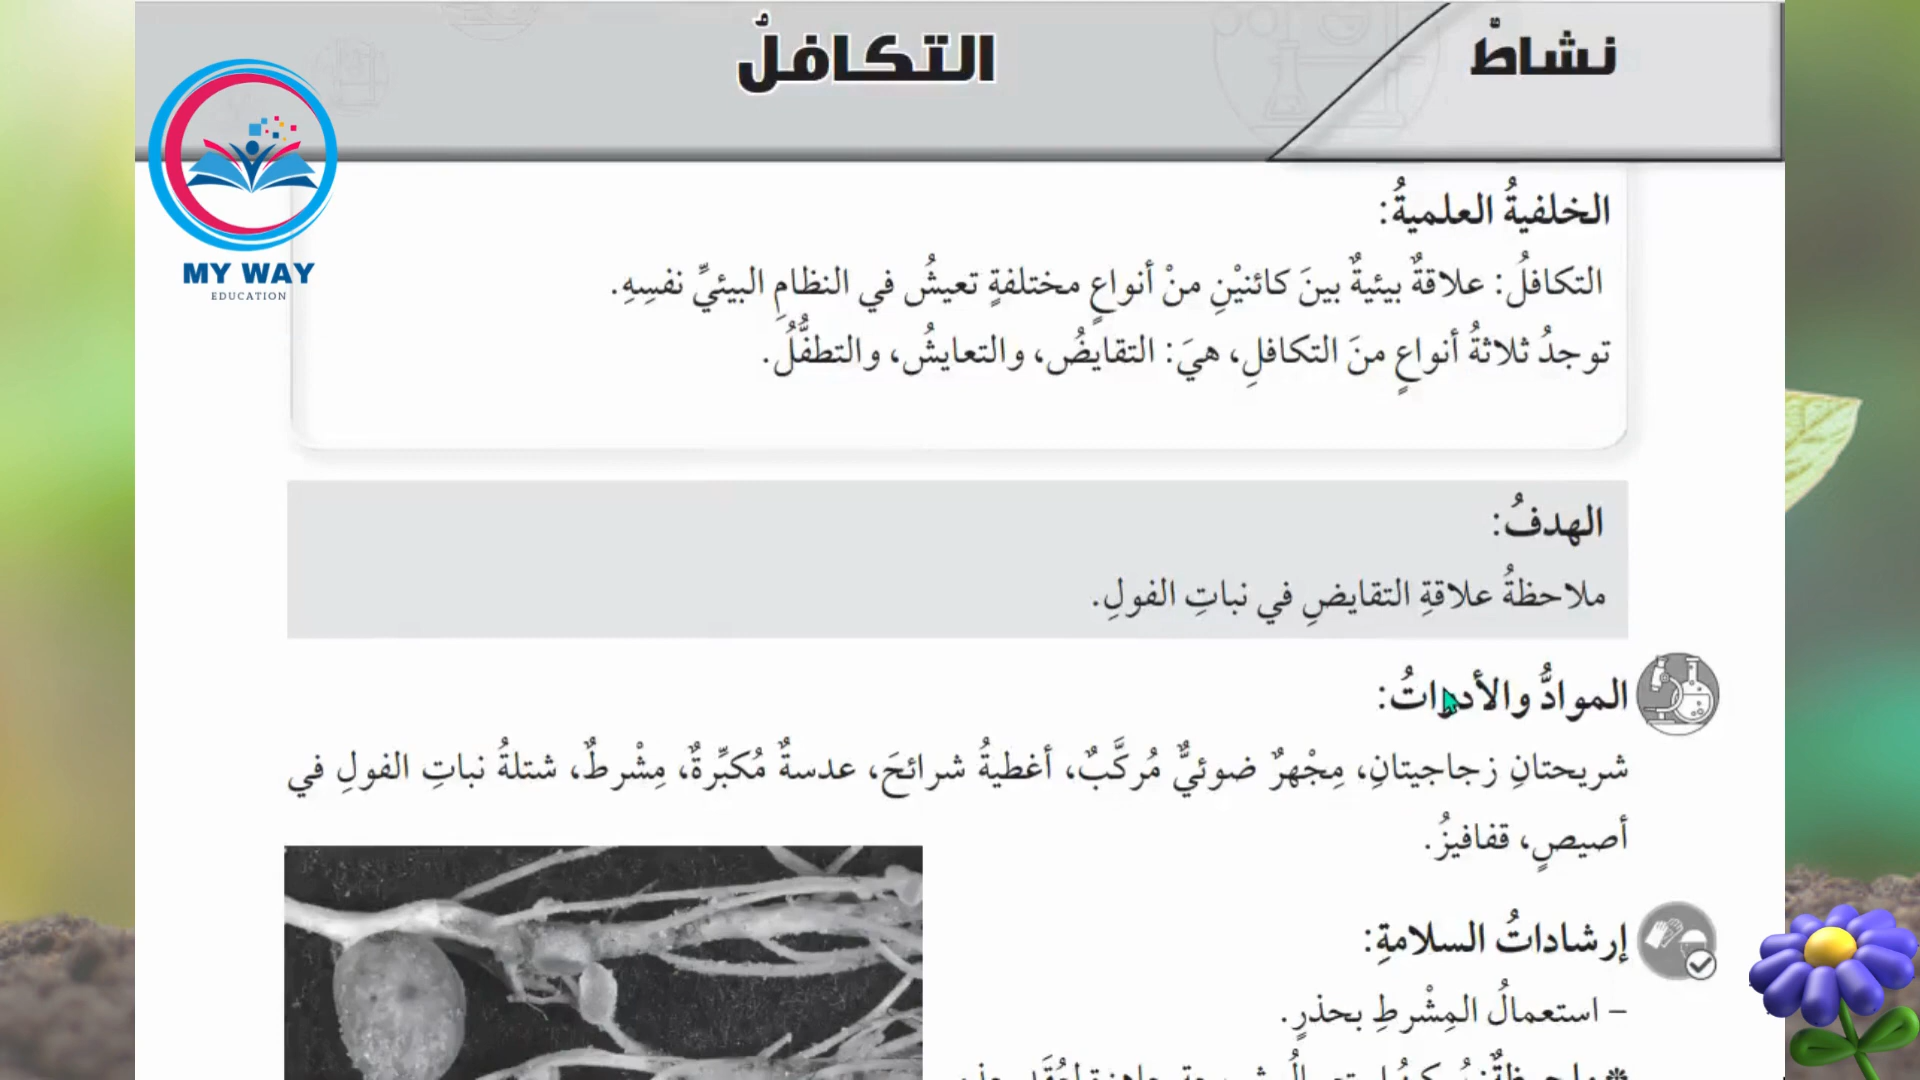 نشاطٌ
التكافلُ
MY WAY
EDUCATION
الخلفيةُ العلميةُ:
التكافلُ: علاقةٌ بيئيةٌ بينَ كائنيْنِ منْ أنواعٍ مختلفةٍ تعيشُ في النظامِ البيئيِّ نفسِهِ.
توجدُ ثلاثةُ أنواعٍ منَ التكافلِ، هيَ: التقايضُ، والتعايشُ، والتطفُّلُ.
الهدفُ:
ملاحظةُ علاقةِ التقايضِ في نباتِ الفولِ.
الموادُّ والأدواتُ:
شريحتانِ زجاجيتانِ، مِجْهرٌ ضوئيٌّ مُركَّبٌ، أغطيةُ شرائحَ، عدسةٌ مُكبِّرةٌ، مِشْرطٌ، شتلةُ نباتِ الفولِ في
أصيصٍ، قفافيزُ.
إرشاداتُ السلامةِ:
– استعمالُ المِشْرطِ بحذرٍ.